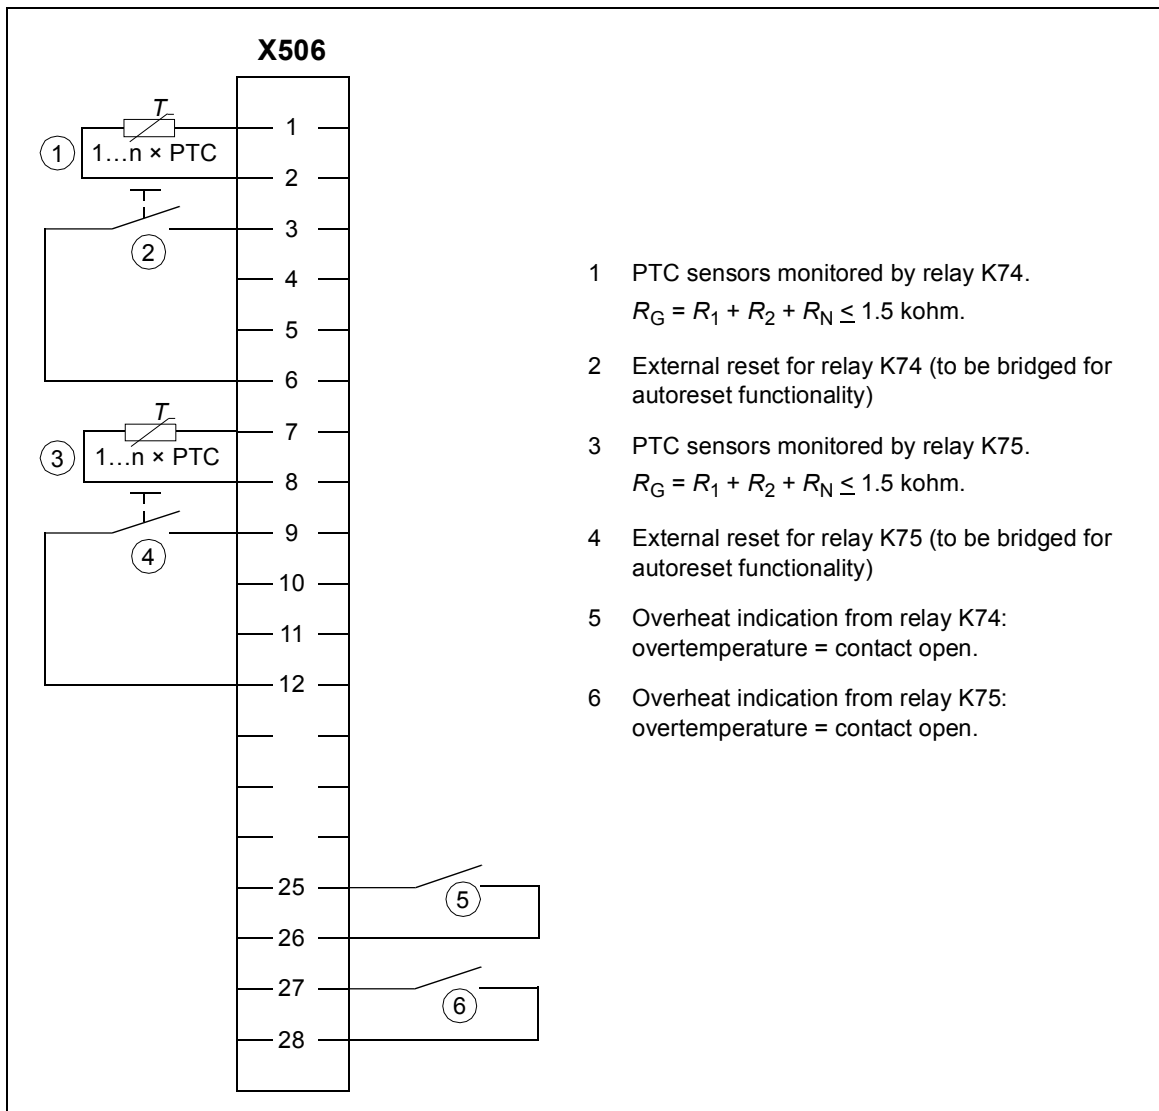 X506
T
1
1
1…n × PTC
2
3
2
4
5
6
T
7
3
1…n × PTC
8
9
4
10
11
12
25
5
26
27
6
28
1 PTC sensors monitored by relay K74.
RG = R1 + R2 + RN ≤ 1.5 kohm.
2 External reset for relay K74 (to be bridged for
autoreset functionality)
3 PTC sensors monitored by relay K75.
RG = R1 + R2 + RN ≤ 1.5 kohm.
4 External reset for relay K75 (to be bridged for
autoreset functionality)
5 Overheat indication from relay K74:
overtemperature = contact open.
6 Overheat indication from relay K75:
overtemperature = contact open.